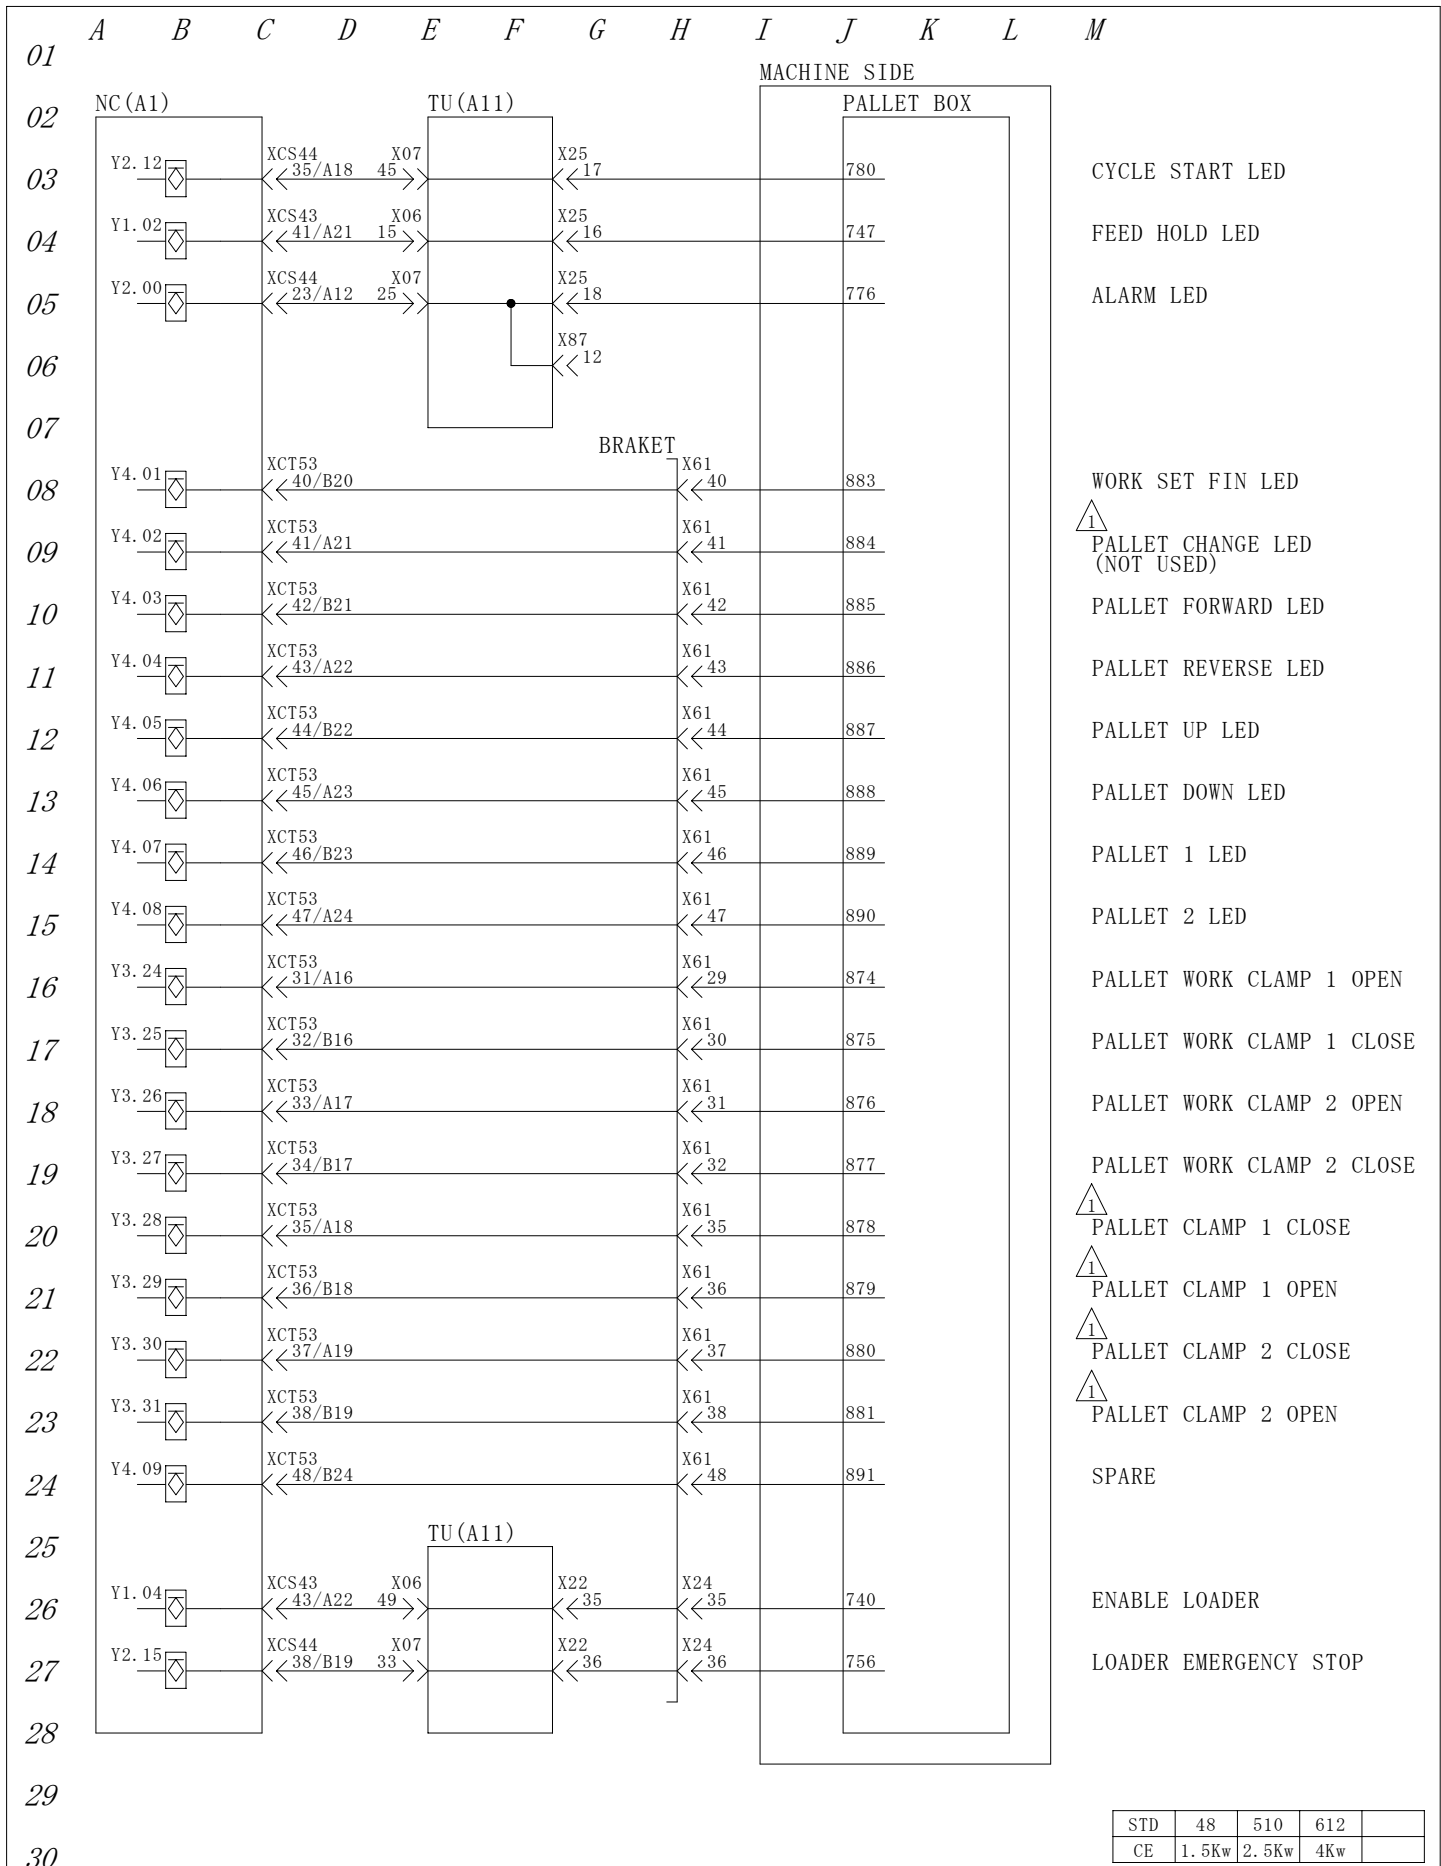 A B C D E F G H I J K L M
01
MACHINE SIDE
02 NC(A1) TU(A11) PALLET BOX
03 Y2.12 XCS44 35/A18 X07 45 X25 17 780 CYCLE START LED
04 Y1.02 XCS43 41/A21 X06 15 X25 16 747 FEED HOLD LED
05 Y2.00 XCS44 23/A12 X07 25 X25 18 776 ALARM LED
06 X87 12
07
BRAKET
08 Y4.01 XCT53 40/B20 X61 40 883 WORK SET FIN LED
1
09 Y4.02 XCT53 41/A21 X61 41 884 PALLET CHANGE LED
(NOT USED)
10 Y4.03 XCT53 42/B21 X61 42 885 PALLET FORWARD LED
11 Y4.04 XCT53 43/A22 X61 43 886 PALLET REVERSE LED
12 Y4.05 XCT53 44/B22 X61 44 887 PALLET UP LED
13 Y4.06 XCT53 45/A23 X61 45 888 PALLET DOWN LED
14 Y4.07 XCT53 46/B23 X61 46 889 PALLET 1 LED
15 Y4.08 XCT53 47/A24 X61 47 890 PALLET 2 LED
16 Y3.24 XCT53 31/A16 X61 29 874 PALLET WORK CLAMP 1 OPEN
17 Y3.25 XCT53 32/B16 X61 30 875 PALLET WORK CLAMP 1 CLOSE
18 Y3.26 XCT53 33/A17 X61 31 876 PALLET WORK CLAMP 2 OPEN
19 Y3.27 XCT53 34/B17 X61 32 877 PALLET WORK CLAMP 2 CLOSE
1
20 Y3.28 XCT53 35/A18 X61 35 878 PALLET CLAMP 1 CLOSE
1
21 Y3.29 XCT53 36/B18 X61 36 879 PALLET CLAMP 1 OPEN
1
22 Y3.30 XCT53 37/A19 X61 37 880 PALLET CLAMP 2 CLOSE
1
23 Y3.31 XCT53 38/B19 X61 38 881 PALLET CLAMP 2 OPEN
24 Y4.09 XCT53 48/B24 X61 48 891 SPARE
25 TU(A11)
26 Y1.04 XCS43 43/A22 X06 49 X22 35 X24 35 740 ENABLE LOADER
27 Y2.15 XCS44 38/B19 X07 33 X22 36 X24 36 756 LOADER EMERGENCY STOP
28
29
STD 48 510 612
30 CE 1.5Kw 2.5Kw 4Kw